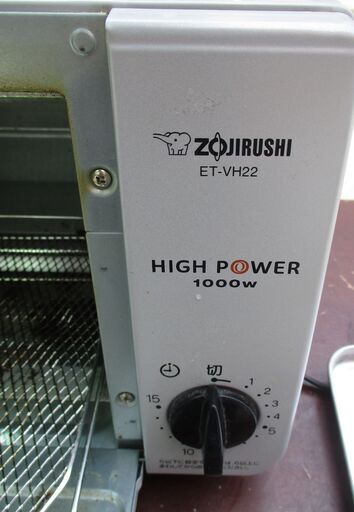 ZOJIRUSHI
ET-VH22
HIGH POWER
1000W
切
1
2
3
4
5
10
15